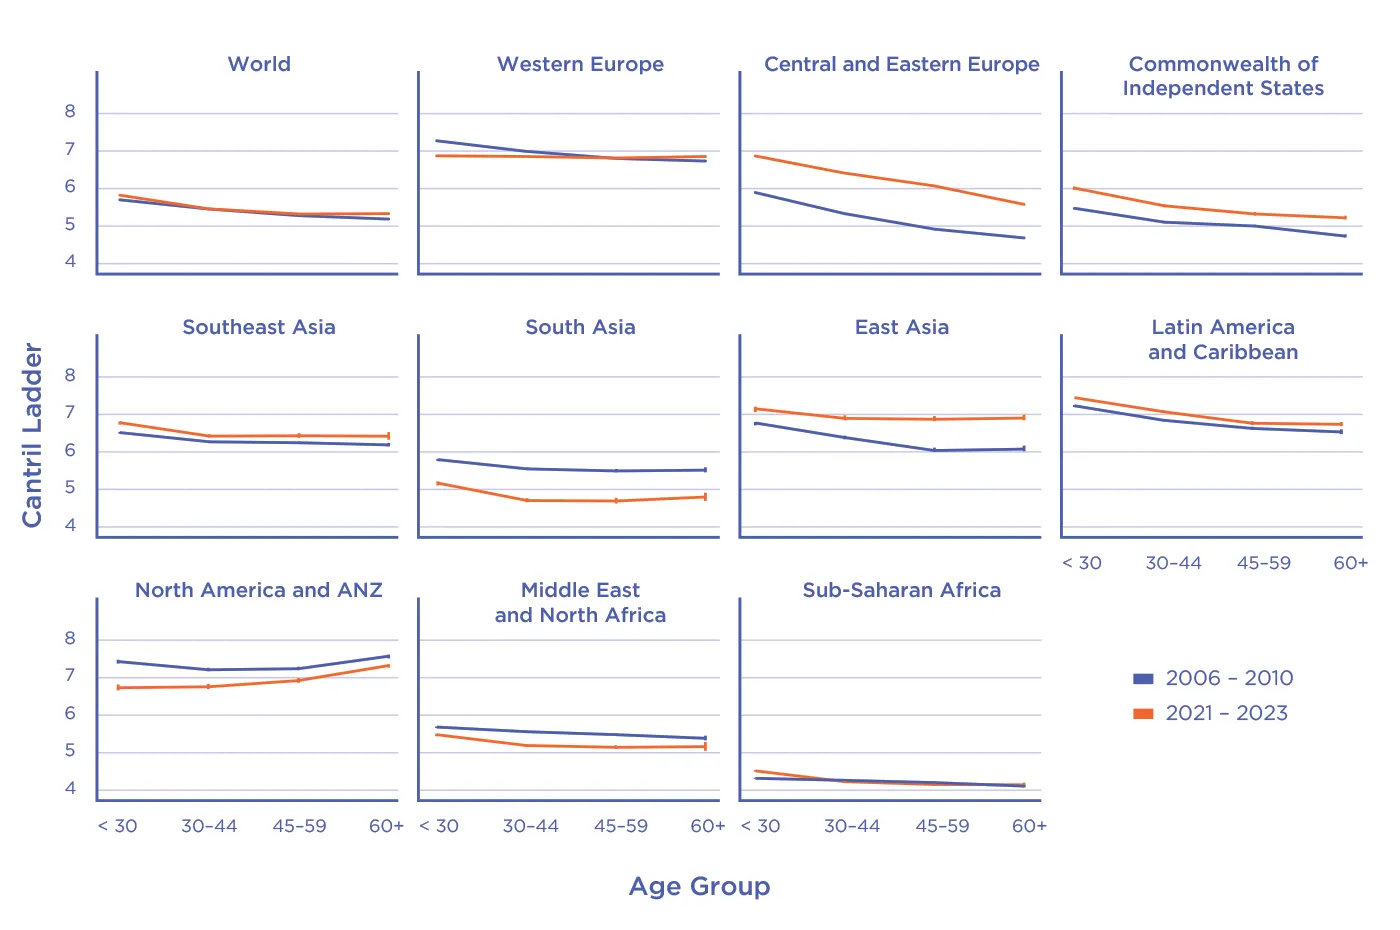 World
Western Europe
Central and Eastern Europe
Commonwealth of
Independent States
8
7
6
5
4
Southeast Asia
South Asia
East Asia
Latin America
and Caribbean
Cantril Ladder
8
7
6
5
4
< 30
30–44
45–59
60+
North America and ANZ
Middle East
and North Africa
Sub-Saharan Africa
8
7
6
5
4
2006 – 2010
2021 – 2023
< 30
30–44
45–59
60+
< 30
30–44
45–59
60+
< 30
30–44
45–59
60+
Age Group